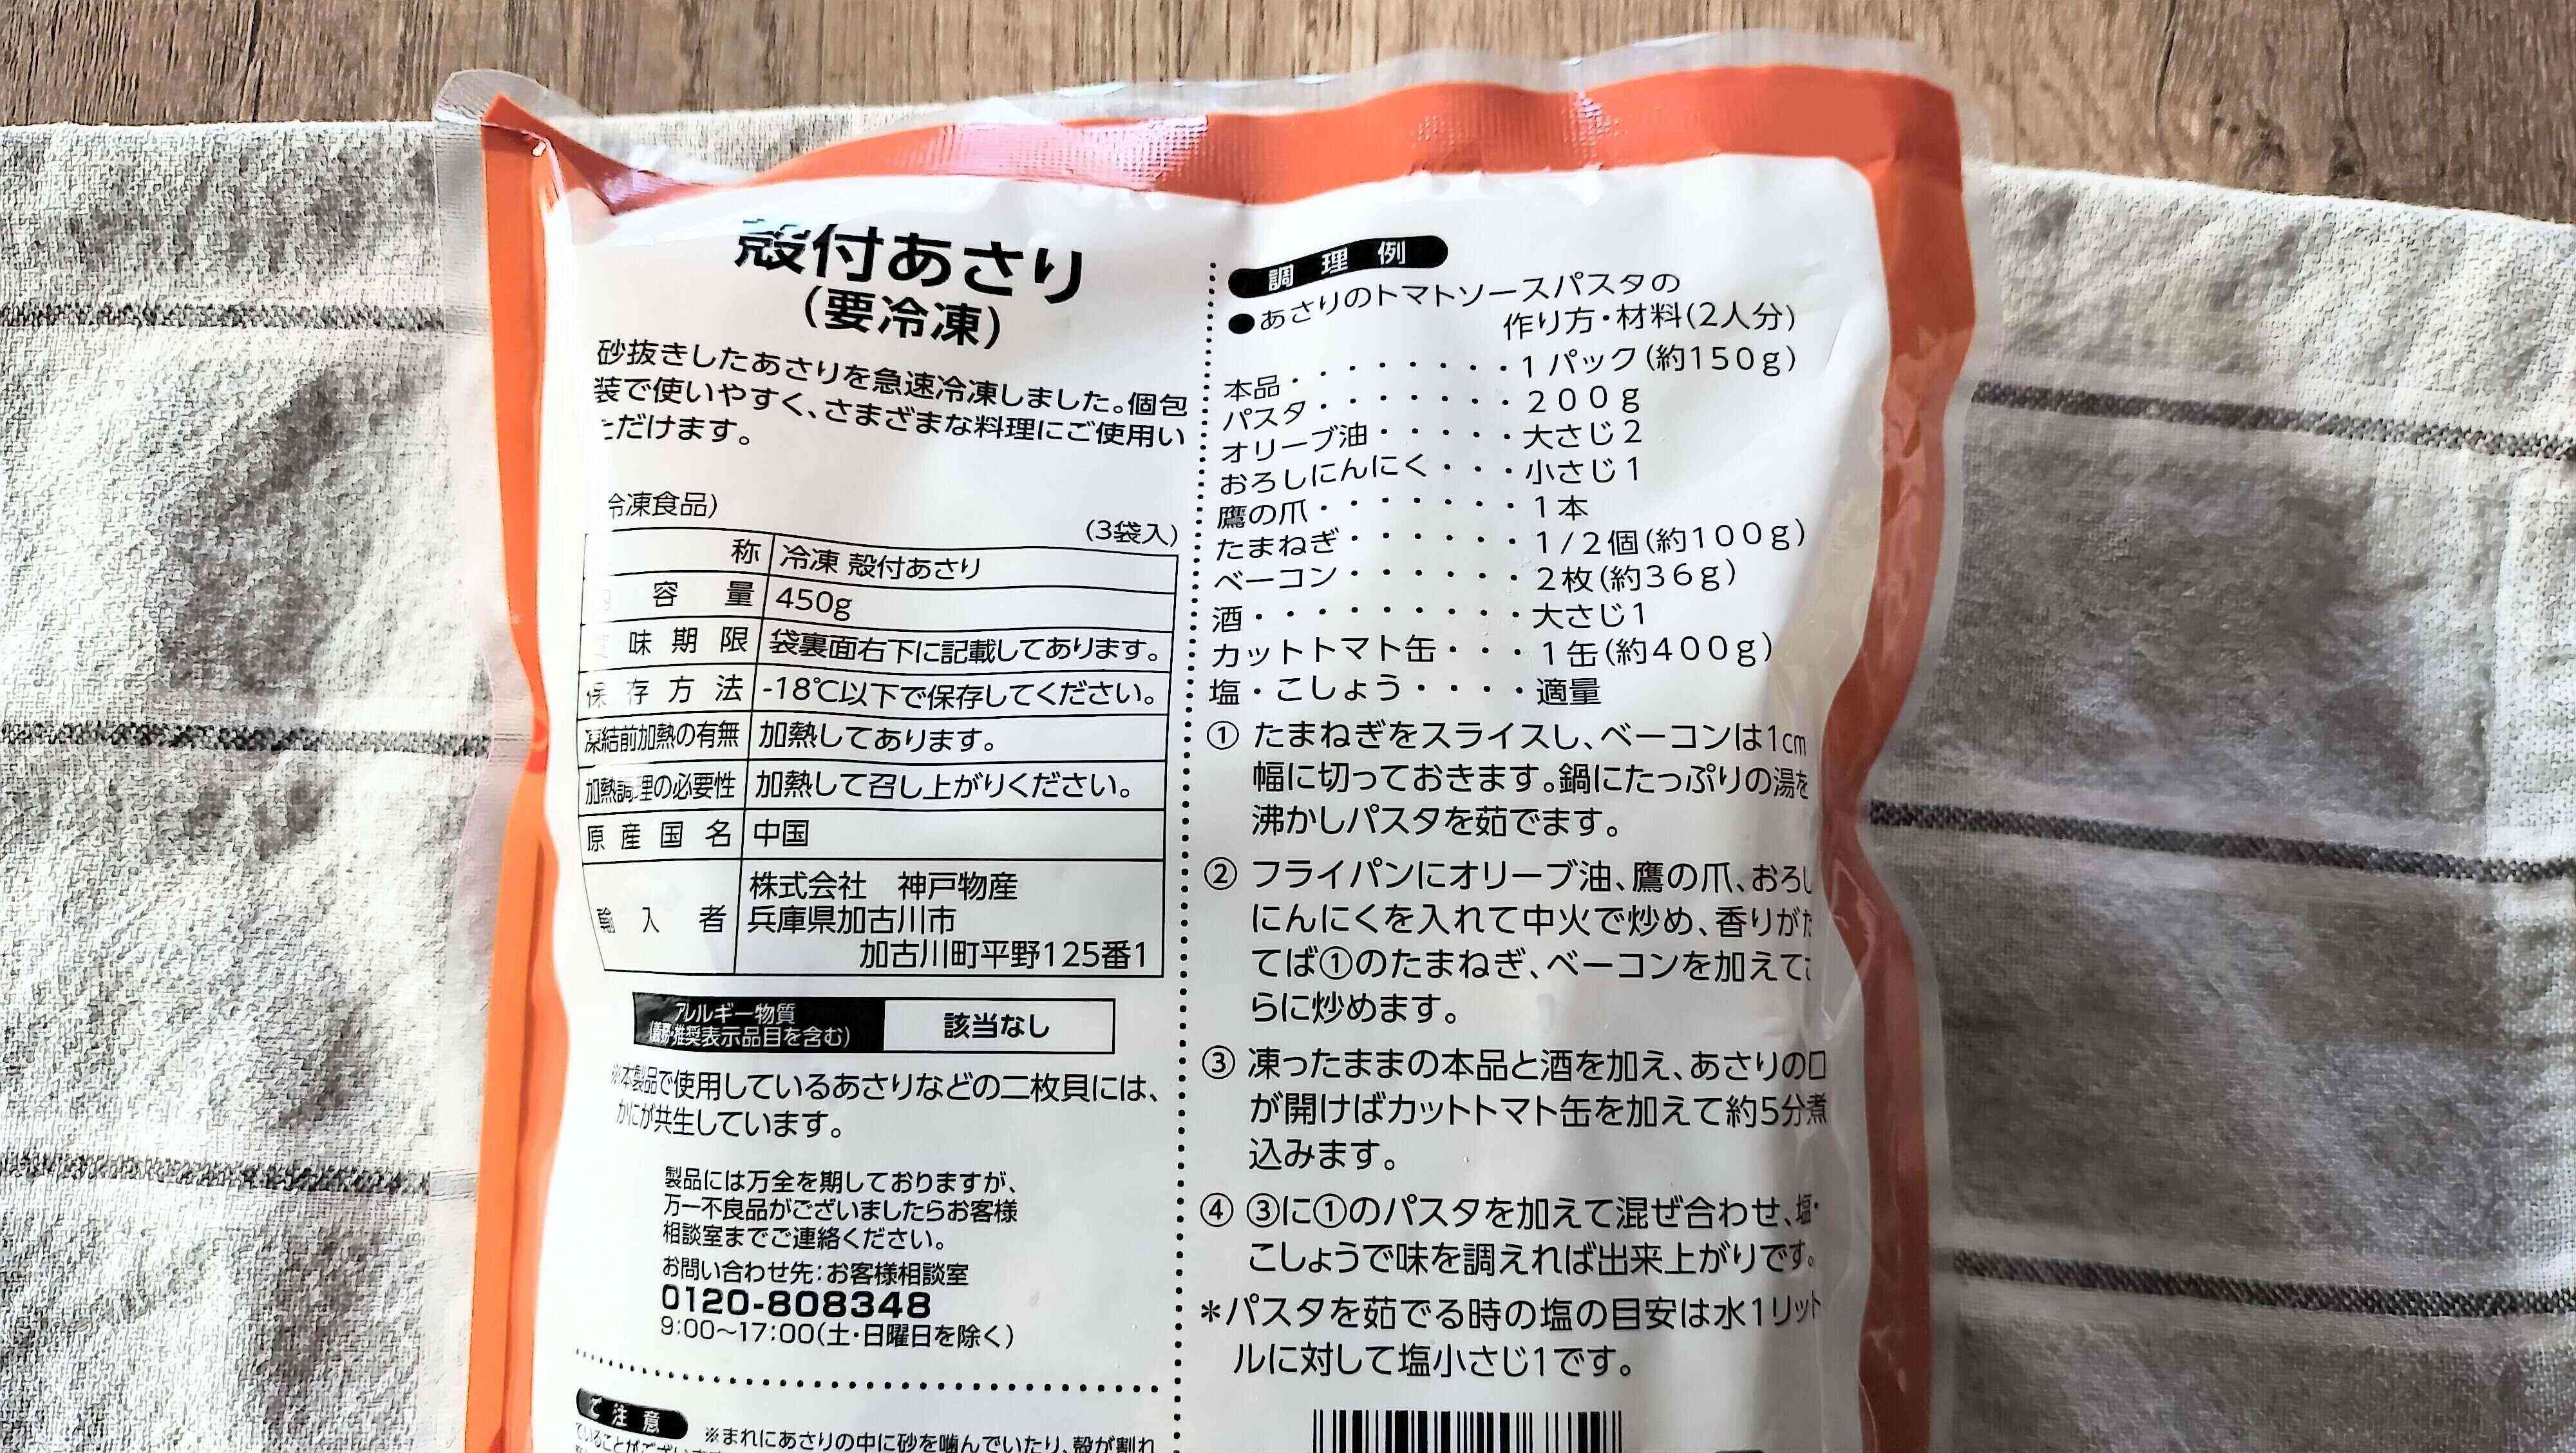 殻付あさり
(要冷凍)
砂抜きしたあさりを急速冷凍しました。個包
装で使いやすく、さまざまな料理にご使用い
ただけます。
冷凍食品)
(3袋入)
称 冷凍 殻付あさり
容 量 450g
味 期 限 袋裏面右下に記載してあります。
保 存 方 法 -18℃以下で保存してください。
凍結前加熱の有無 加熱してあります。
加熱調理の必要性 加熱して召し上がりください。
原 産 国 名 中国
輸 入 者 株式会社 神戸物産
兵庫県加古川市
加古川町平野125番1
アレルギー物質
(義務・推奨表示品目を含む) 該当なし
※本製品で使用しているあさりなどの二枚貝には、
かにが共生しています。
製品には万全を期しておりますが、
万一不良品がございましたらお客様
相談室までご連絡ください。
お問い合わせ先:お客様相談室
0120-808348
9:00～17:00(土・日曜日を除く)
ご注意
※まれにあさりの中に砂を噛んでいたり、殻が割れ
ていることがござい
調理例
●あさりのトマトソースパスタの
作り方・材料(2人分)
本品・・・・・・・・1パック(約150g)
パスタ・・・・・・・200g
オリーブ油・・・・・大さじ2
おろしにんにく・・・小さじ1
鷹の爪・・・・・・・1本
たまねぎ・・・・・・1/2個(約100g)
ベーコン・・・・・・2枚(約36g)
酒・・・・・・・・・大さじ1
カットトマト缶・・・1缶(約400g)
塩・こしょう・・・・適量
① たまねぎをスライスし、ベーコンは1cm
幅に切っておきます。鍋にたっぷりの湯を
沸かしパスタを茹でます。
② フライパンにオリーブ油、鷹の爪、おろし
にんにくを入れて中火で炒め、香りがた
てば①のたまねぎ、ベーコンを加えてさ
らに炒めます。
③ 凍ったままの本品と酒を加え、あさりの口
が開けばカットトマト缶を加えて約5分煮
込みます。
④ ③に①のパスタを加えて混ぜ合わせ、塩・
こしょうで味を調えれば出来上がりです。
＊パスタを茹でる時の塩の目安は水1リット
ルに対して塩小さじ1です。